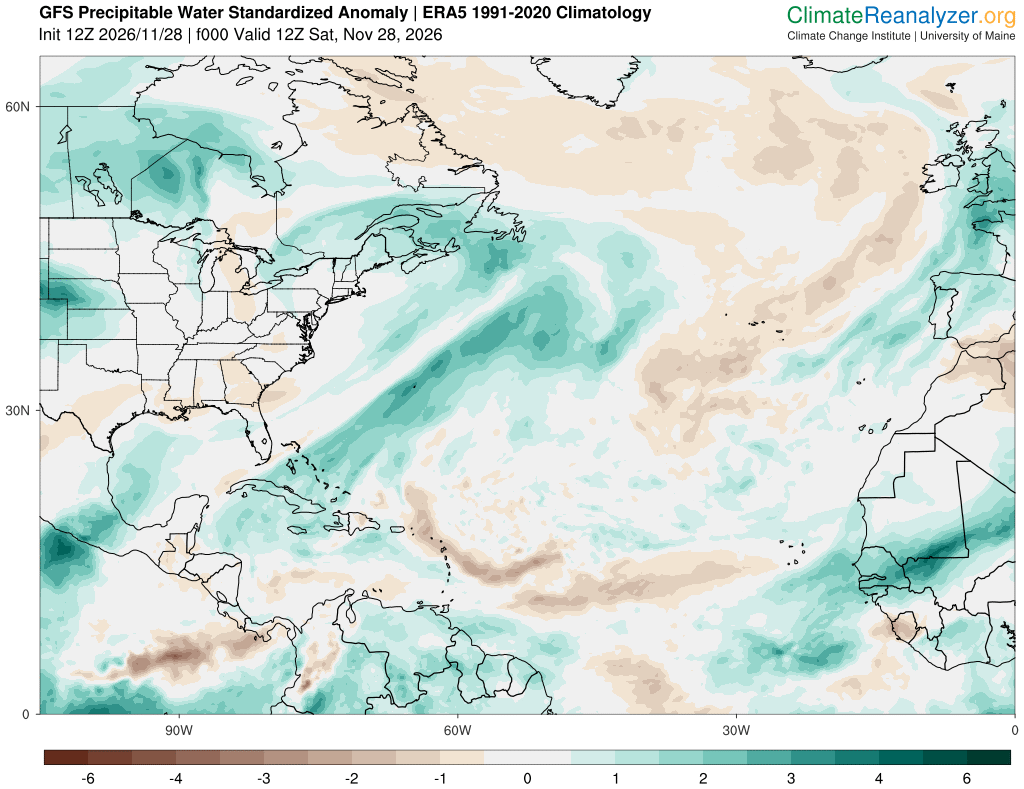 GFS Precipitable Water Standardized Anomaly | ERA5 1991-2020 Climatology
Init 12Z 2026/11/28 | f000 Valid 12Z Sat, Nov 28, 2026
ClimateReanalyzer.org
Climate Change Institute | University of Maine
60N
30N
0
90W
60W
30W
0
-6 -4 -3 -2 -1 0 1 2 3 4 6